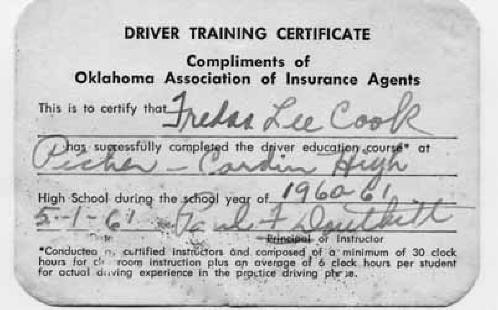 DRIVER TRAINING CERTIFICATE
Compliments of
Oklahoma Association of Insurance Agents
This is to certify that Fredas Lee Cook
has successfully completed the driver education course* at
Picher - Cardin High
High School during the school year of 1960 61
5-1-61 Paul F Douthitt
Principal or Instructor
*Conducted certified instructors and composed of a minimum of 30 clock
hours for room instruction plus an average of 6 clock hours per student
for actual driving experience in the practice driving phase.